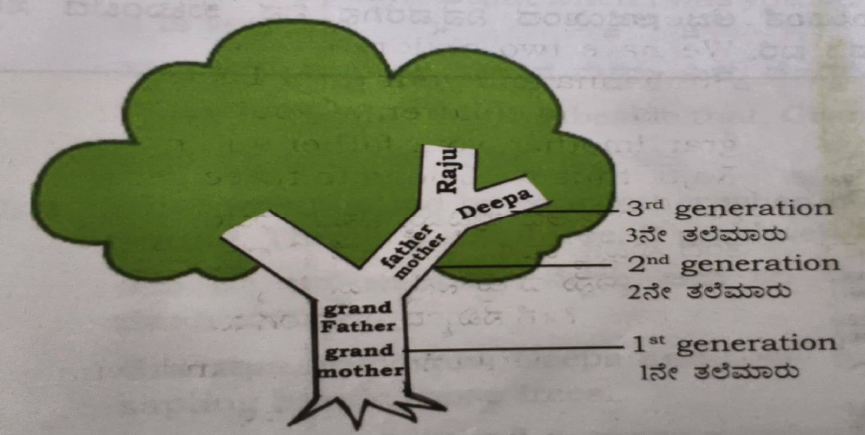 Raju
Deepa
father
mother
grand
Father
grand
mother
3rd generation
3ನೇ ತಲೆಮಾರು
2nd generation
2ನೇ ತಲೆಮಾರು
1st generation
1ನೇ ತಲೆಮಾರು